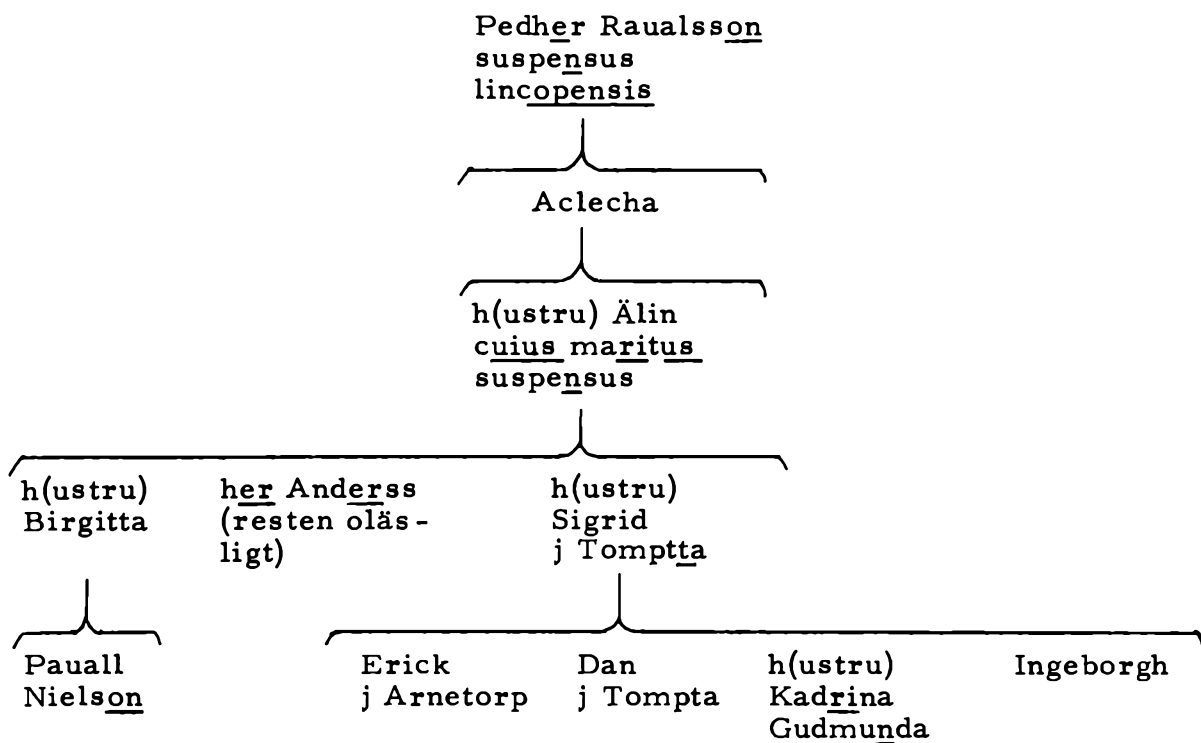 Pedher Raualsson
suspensus
lincopensis
Aclecha
h(ustru) Älin
cuius maritus
suspensus
h(ustru)
Birgitta
her Anderss
(resten oläs-
ligt)
h(ustru)
Sigrid
j Tomptta
Pauall
Nielson
Erick
j Arnetorp
Dan
j Tompta
h(ustru)
Kadrina
Gudmunda
Ingeborgh